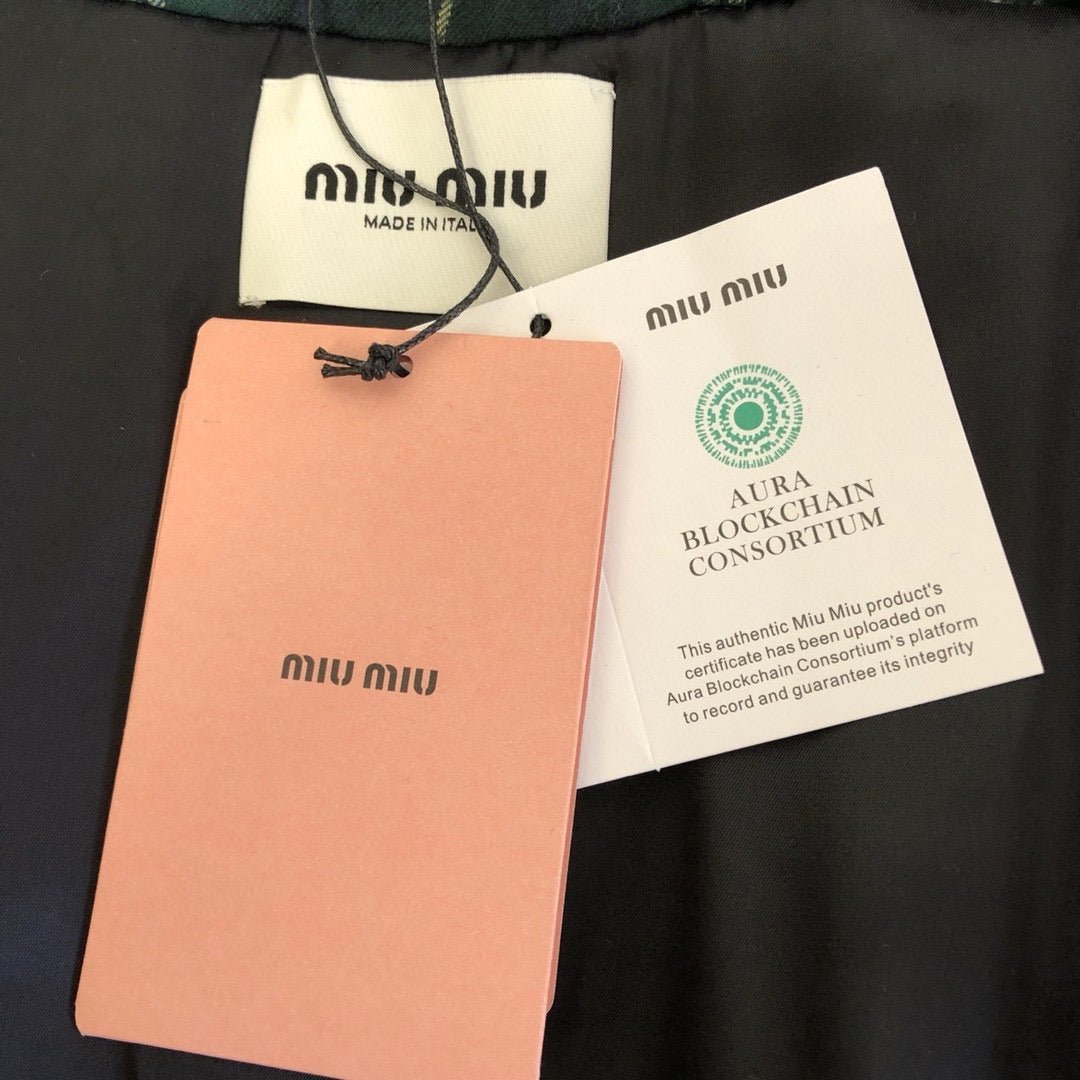 MIU MIU
MADE IN ITALY
MIU MIU
AURA
BLOCKCHAIN
CONSORTIUM
This authentic Miu Miu product's
certificate has been uploaded on
Aura Blockchain Consortium's platform
to record and guarantee its integrity
MIU MIU